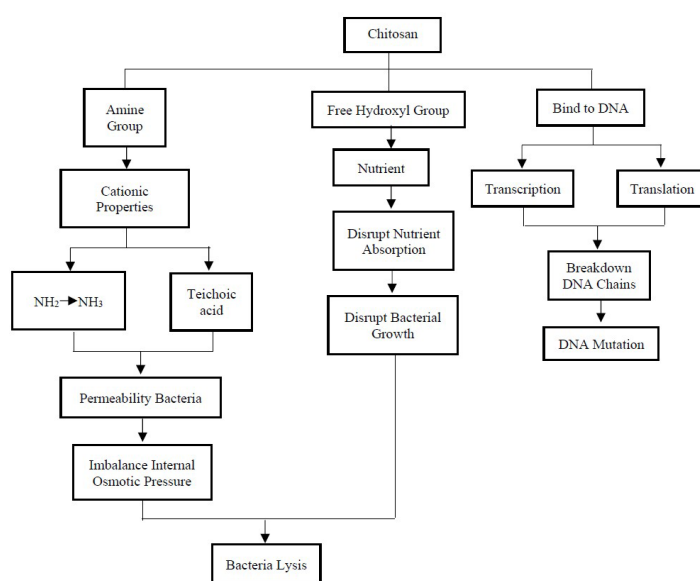 Chitosan
Amine
Group
Free Hydroxyl Group
Bind to DNA
Cationic
Properties
Nutrient
Transcription
Translation
Disrupt Nutrient
Absorption
NH₂→NH₃
Teichoic
acid
Breakdown
DNA Chains
Disrupt Bacterial
Growth
DNA Mutation
Permeability Bacteria
Imbalance Internal
Osmotic Pressure
Bacteria Lysis